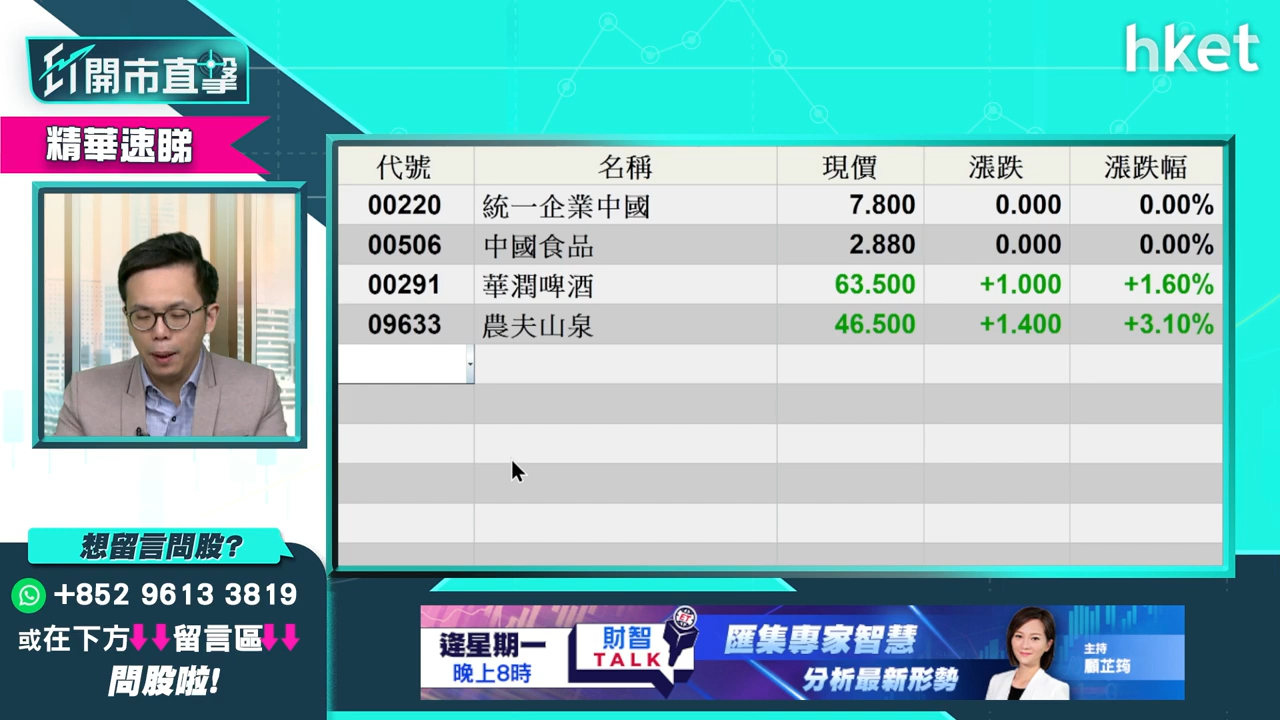 hket
ET開市直擊
精華速睇
代號 名稱 現價 漲跌 漲跌幅
00220 統一企業中國 7.800 0.000 0.00%
00506 中國食品 2.880 0.000 0.00%
00291 華潤啤酒 63.500 +1.000 +1.60%
09633 農夫山泉 46.500 +1.400 +3.10%
想留言問股?
+852 9613 3819
或在下方留言區
問股啦!
逢星期一
晚上8時
財智
TALK
匯集專家智慧
分析最新形勢
主持
顧芷筠